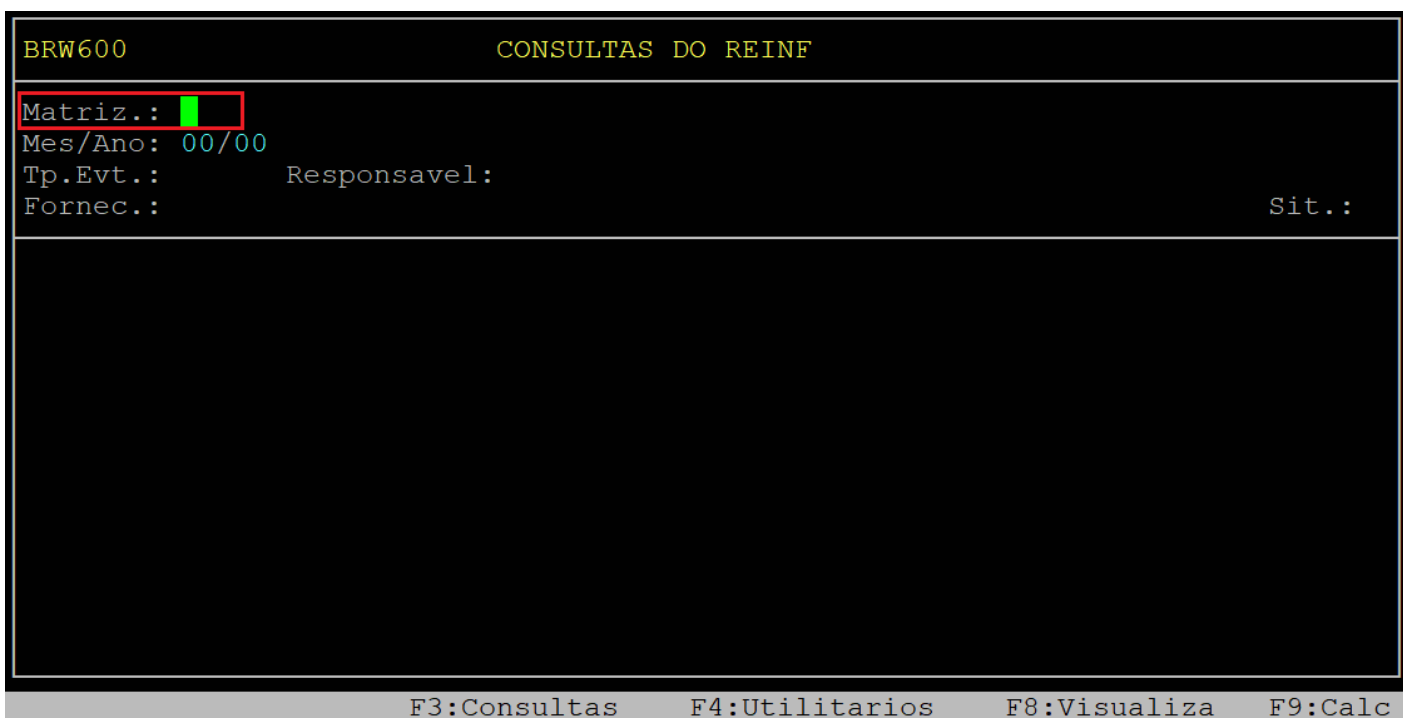 BRW600 CONSULTAS DO REINF
Matriz.:
Mes/Ano: 00/00
Tp.Evt.: Responsavel:
Fornec.: Sit.:
F3:Consultas F4:Utilitarios F8:Visualiza F9:Calc